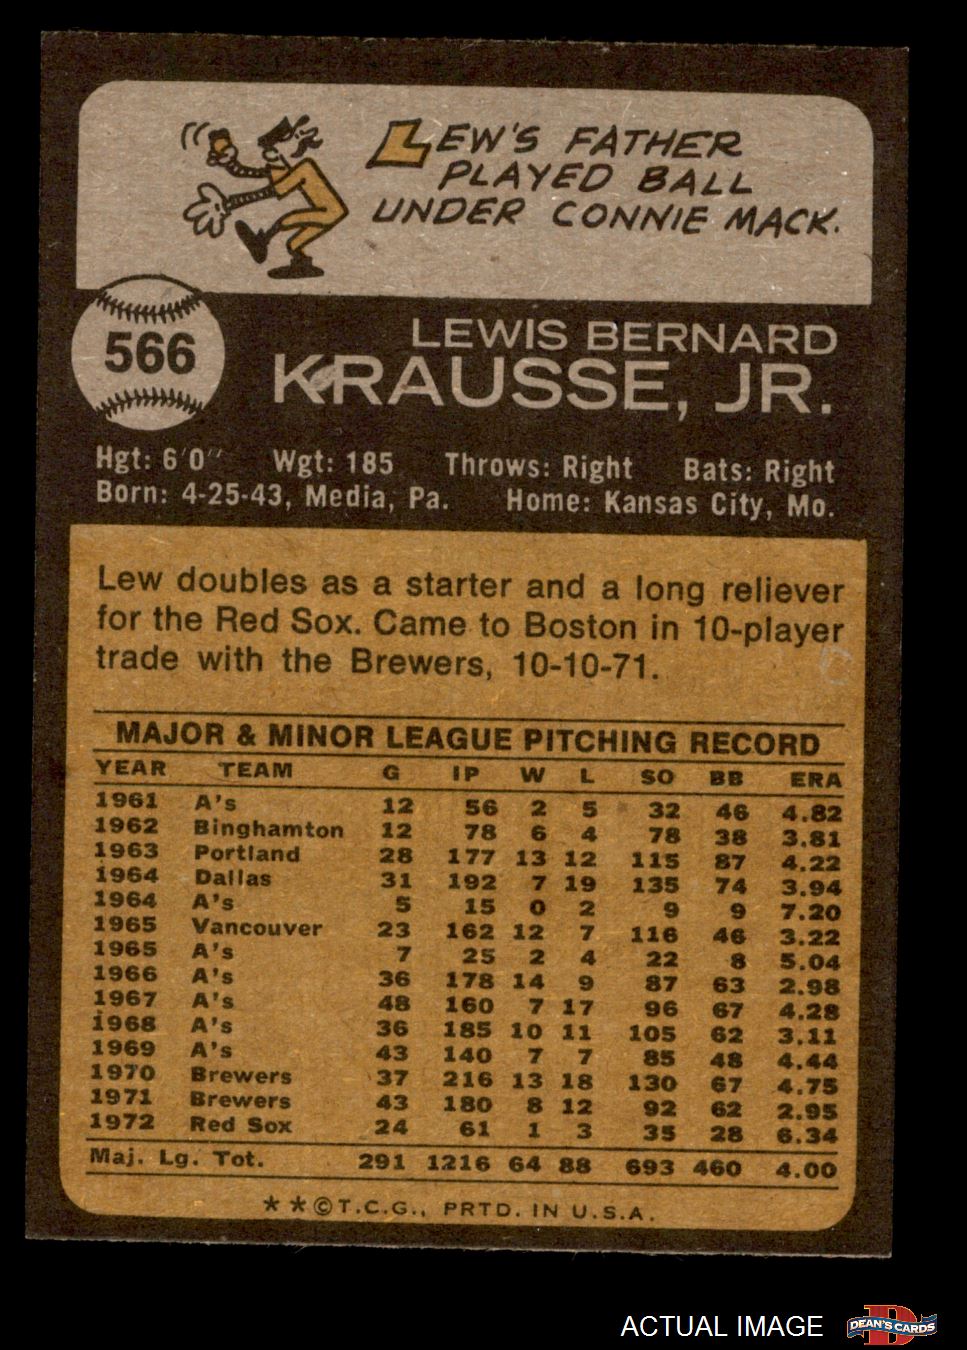 LEW'S FATHER
PLAYED BALL
UNDER CONNIE MACK.
566
LEWIS BERNARD
KRAUSSE, JR.
Hgt: 6'0" Wgt: 185 Throws: Right Bats: Right
Born: 4-25-43, Media, Pa. Home: Kansas City, Mo.
Lew doubles as a starter and a long reliever
for the Red Sox. Came to Boston in 10-player
trade with the Brewers, 10-10-71.
MAJOR & MINOR LEAGUE PITCHING RECORD
YEAR TEAM G IP W L SO BB ERA
1961 A's 12 56 2 5 32 46 4.82
1962 Binghamton 12 78 6 4 78 38 3.81
1963 Portland 28 177 13 12 115 87 4.22
1964 Dallas 31 192 7 19 135 74 3.94
1964 A's 5 15 0 2 9 9 7.20
1965 Vancouver 23 162 12 7 116 46 3.22
1965 A's 7 25 2 4 22 8 5.04
1966 A's 36 178 14 9 87 63 2.98
1967 A's 48 160 7 17 96 67 4.28
1968 A's 36 185 10 11 105 62 3.11
1969 A's 43 140 7 7 85 48 4.44
1970 Brewers 37 216 13 18 130 67 4.75
1971 Brewers 43 180 8 12 92 62 2.95
1972 Red Sox 24 61 1 3 35 28 6.34
Maj. Lg. Tot. 291 1216 64 88 693 460 4.00
**©T.C.G., PRTD. IN U.S.A.
ACTUAL IMAGE
DEAN'S CARDS